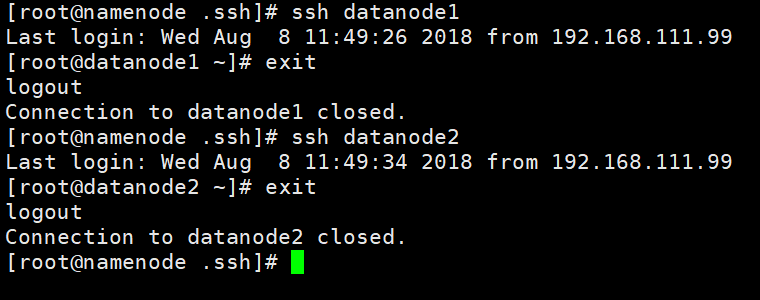 [root@namenode .ssh]# ssh datanode1
Last login: Wed Aug  8 11:49:26 2018 from 192.168.111.99
[root@datanode1 ~]# exit
logout
Connection to datanode1 closed.
[root@namenode .ssh]# ssh datanode2
Last login: Wed Aug  8 11:49:34 2018 from 192.168.111.99
[root@datanode2 ~]# exit
logout
Connection to datanode2 closed.
[root@namenode .ssh]#